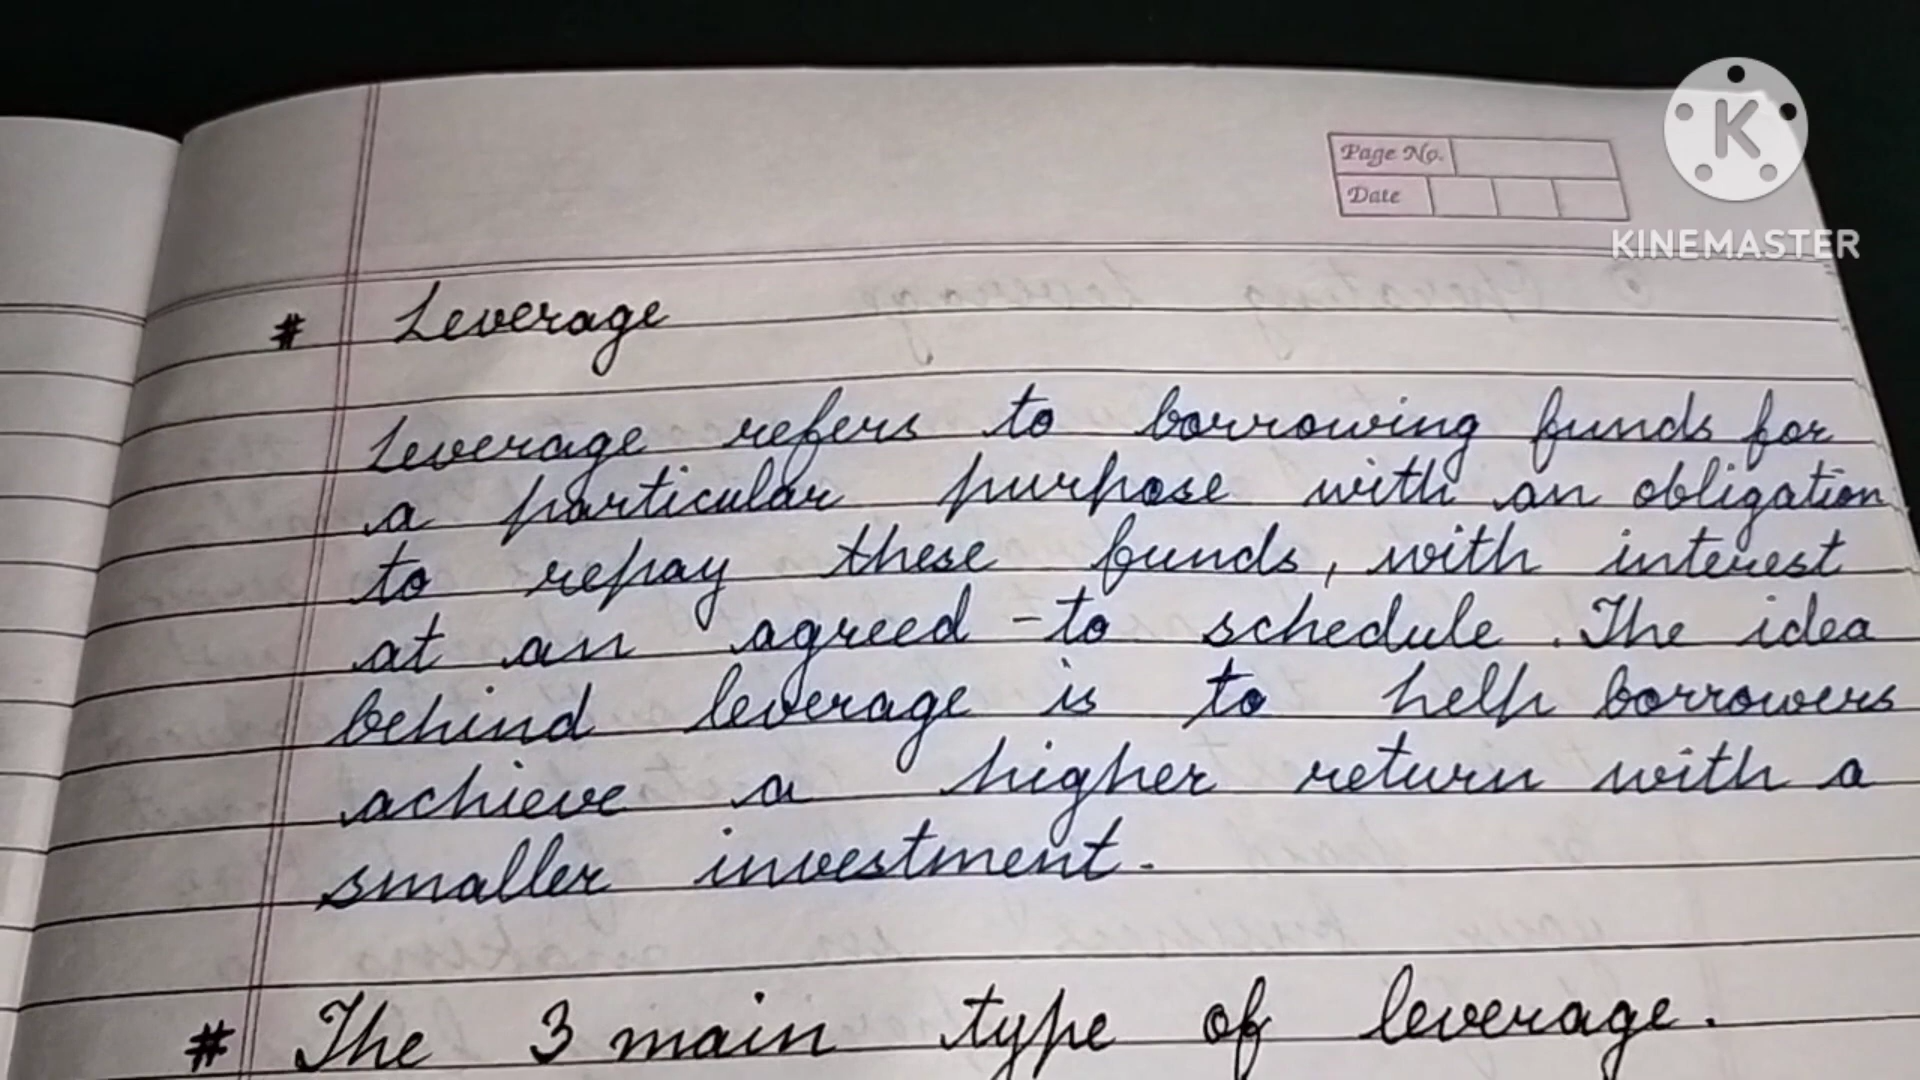 Page No.
Date
KINEMASTER
# Leverage
Leverage refers to borrowing funds for
a particular purpose with an obligation
to repay these funds, with interest
at an agreed-to schedule. The idea
behind leverage is to help borrowers
achieve a higher return with a
smaller investment.
# The 3 main type of leverage.